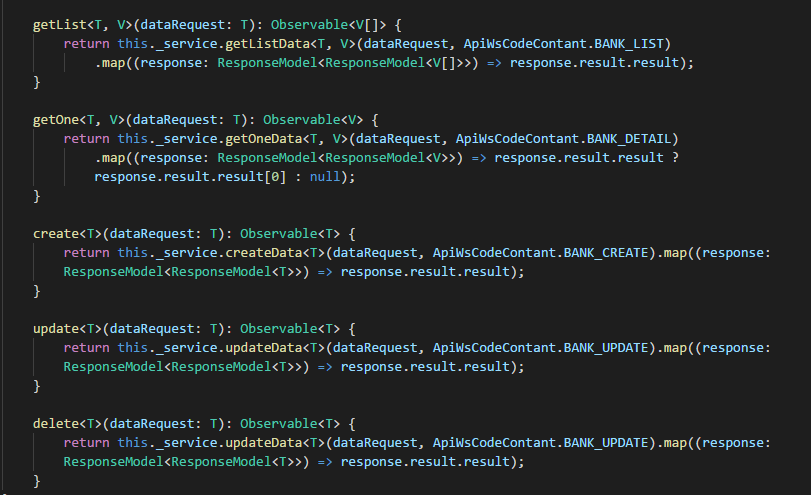 getList<T, V>(dataRequest: T): Observable<V[]> {
return this._service.getListData<T, V>(dataRequest, ApiWsCodeContant.BANK_LIST)
.map((response: ResponseModel<ResponseModel<V[]>>) => response.result.result);
}
getOne<T, V>(dataRequest: T): Observable<V> {
return this._service.getOneData<T, V>(dataRequest, ApiWsCodeContant.BANK_DETAIL)
.map((response: ResponseModel<ResponseModel<V>>) => response.result.result ?
response.result.result[0] : null);
}
create<T>(dataRequest: T): Observable<T> {
return this._service.createData<T>(dataRequest, ApiWsCodeContant.BANK_CREATE).map((response:
ResponseModel<ResponseModel<T>>) => response.result.result);
}
update<T>(dataRequest: T): Observable<T> {
return this._service.updateData<T>(dataRequest, ApiWsCodeContant.BANK_UPDATE).map((response:
ResponseModel<ResponseModel<T>>) => response.result.result);
}
delete<T>(dataRequest: T): Observable<T> {
return this._service.updateData<T>(dataRequest, ApiWsCodeContant.BANK_UPDATE).map((response:
ResponseModel<ResponseModel<T>>) => response.result.result);
}